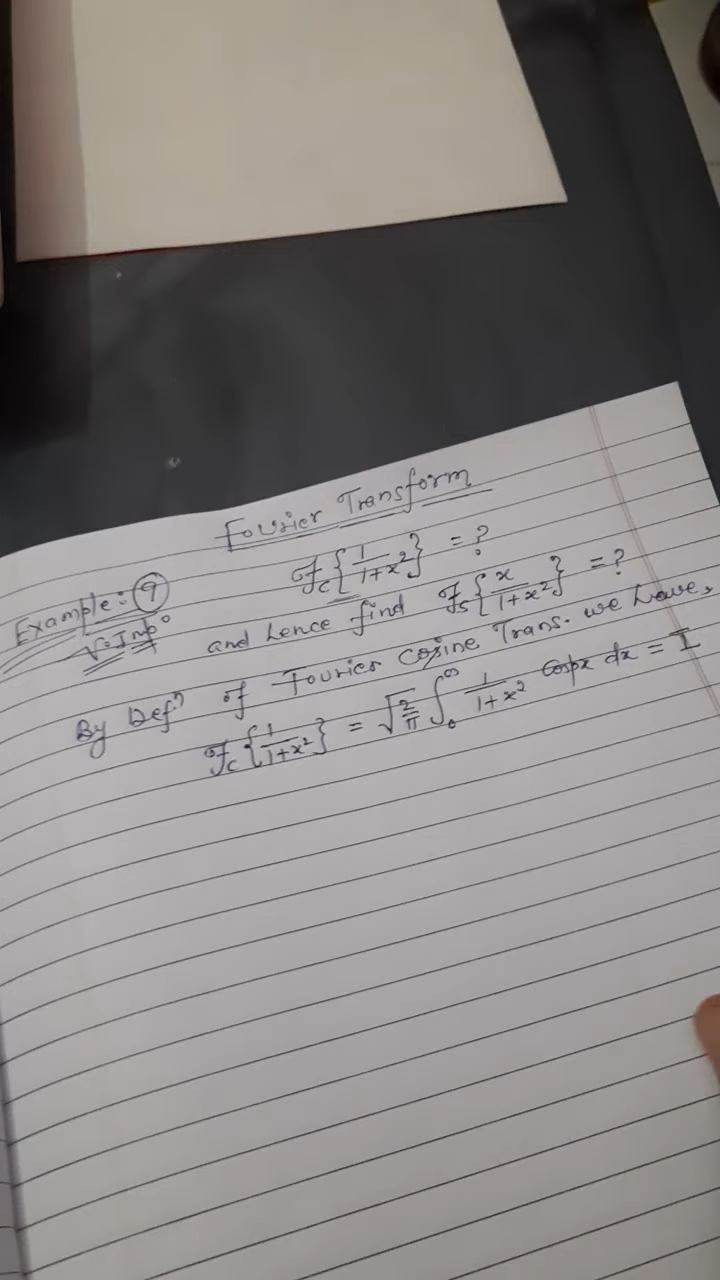 Fourier Transform
Example: 9 𝓕c{1/(1+x²)} = ?
V. Imp° and hence find 𝓕s{x/(1+x²)} = ?
By Defⁿ of Fourier Cosine Trans. we have,
𝓕c{1/(1+x²)} = √(2/π) ∫₀^∞ 1/(1+x²) cospx dx = I